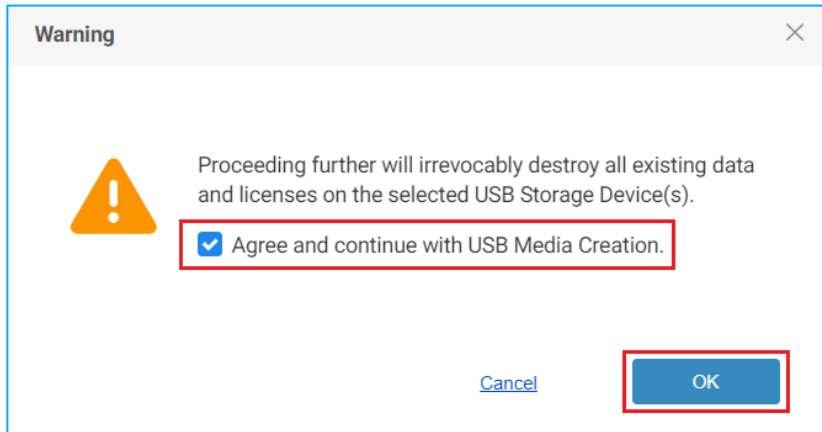 Warning
Proceeding further will irrevocably destroy all existing data
and licenses on the selected USB Storage Device(s).
Agree and continue with USB Media Creation.
Cancel
OK